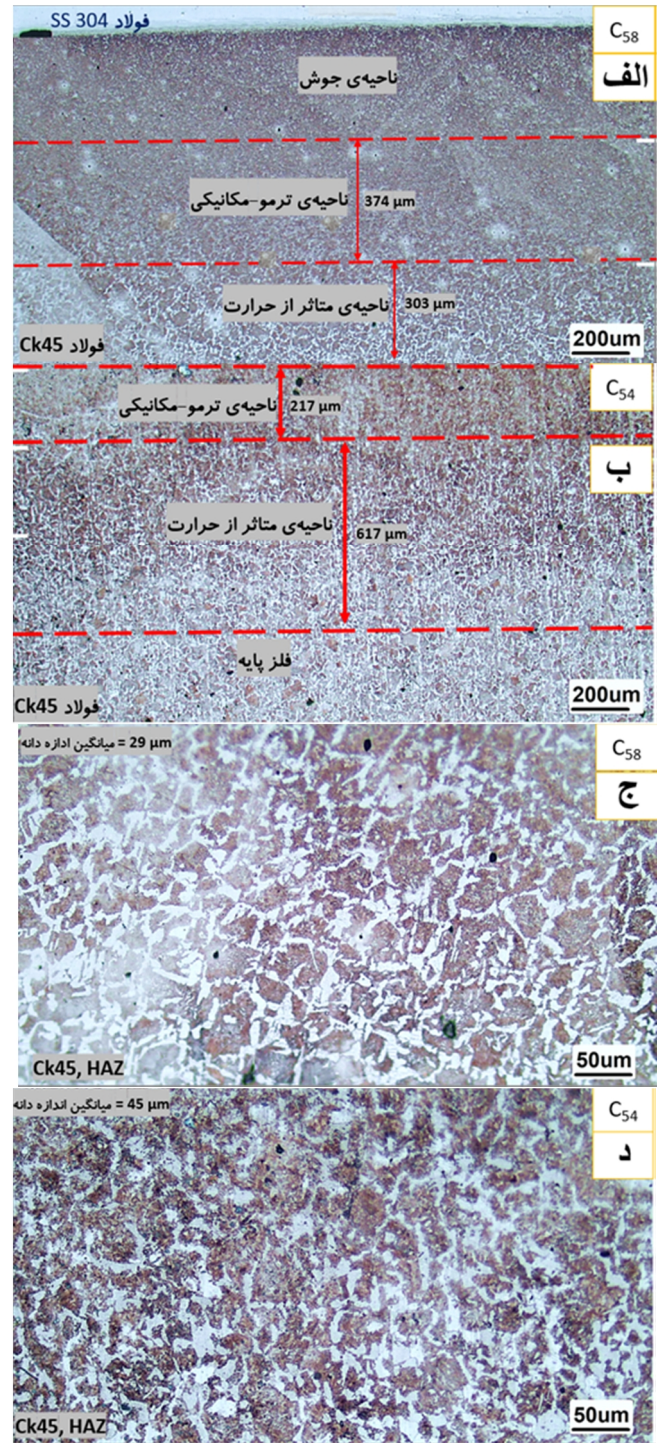 فولاد SS 304
C58
الف
ناحیه‌ی جوش
ناحیه‌ی ترمو-مکانیکی
374 µm
ناحیه‌ی متاثر از حرارت
303 µm
فولاد Ck45
200um
ناحیه‌ی ترمو-مکانیکی
217 µm
C54
ب
ناحیه‌ی متاثر از حرارت
617 µm
فلز پایه
فولاد Ck45
200um
میانگین ادازه دانه = 29 µm
C58
ج
Ck45, HAZ
50um
میانگین اندازه دانه = 45 µm
C54
د
Ck45, HAZ
50um